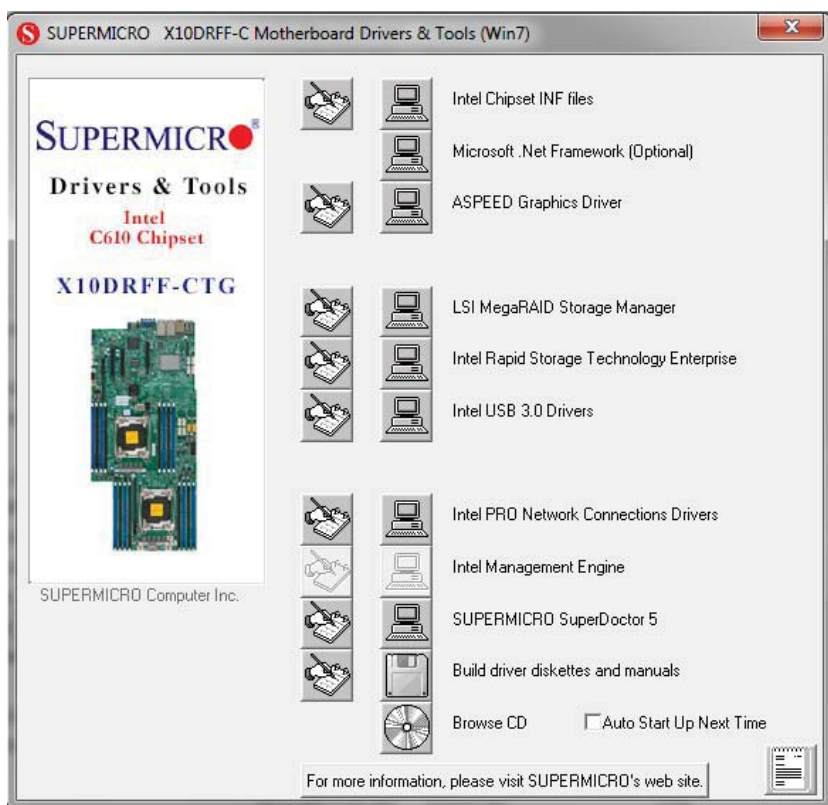 SUPERMICRO X10DRFF-C Motherboard Drivers & Tools (Win7)
SUPERMICRO®
Drivers & Tools
Intel
C610 Chipset
X10DRFF-CTG
SUPERMICRO Computer Inc.
Intel Chipset INF files
Microsoft .Net Framework (Optional)
ASPEED Graphics Driver
LSI MegaRAID Storage Manager
Intel Rapid Storage Technology Enterprise
Intel USB 3.0 Drivers
Intel PRO Network Connections Drivers
Intel Management Engine
SUPERMICRO SuperDoctor 5
Build driver diskettes and manuals
Browse CD Auto Start Up Next Time
For more information, please visit SUPERMICRO's web site.